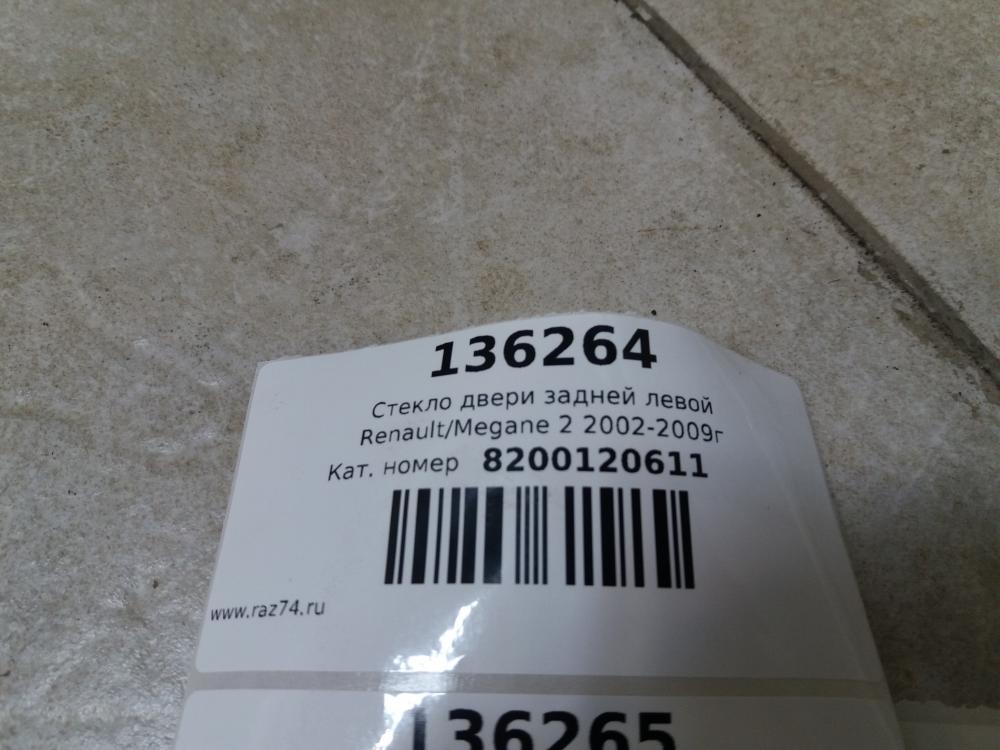 136264
Стекло двери задней левой
Renault/Megane 2 2002-2009г
Кат. номер 8200120611
www.raz74.ru
136265